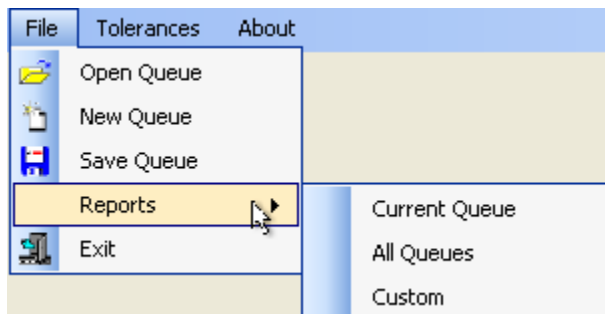 File Tolerances About
Open Queue
New Queue
Save Queue
Reports
Exit
Current Queue
All Queues
Custom